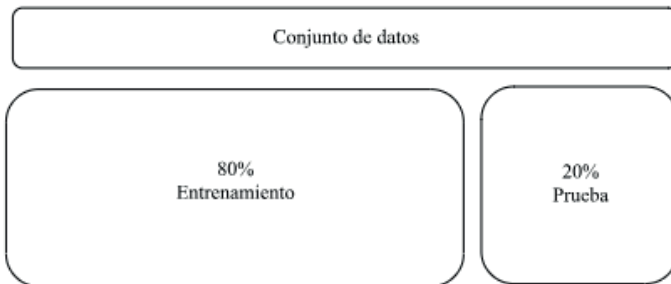 Conjunto de datos
80%
Entrenamiento
20%
Prueba